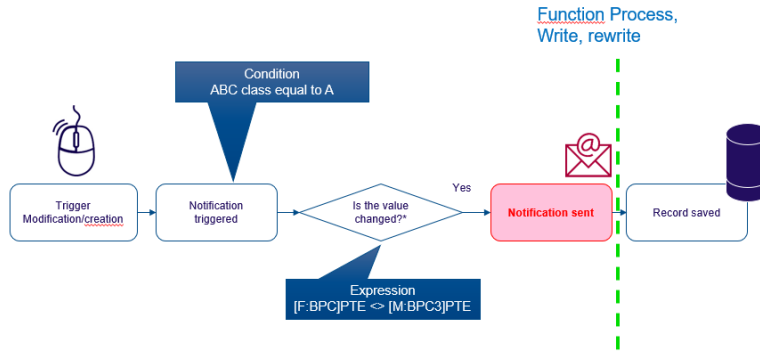 Function Process,
Write, rewrite
Condition
ABC class equal to A
Trigger
Modification/creation
Notification
triggered
Is the value
changed?*
Yes
Notification sent
Record saved
Expression
[F:BPC]PTE <> [M:BPC3]PTE